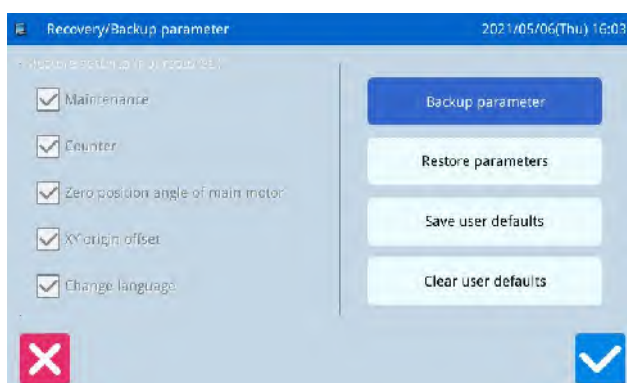 Recovery/Backup parameter
2021/05/06(Thu) 16:03
Maintenance
Counter
Zero position angle of main motor
XY origin offset
Change language
Backup parameter
Restore parameters
Save user defaults
Clear user defaults